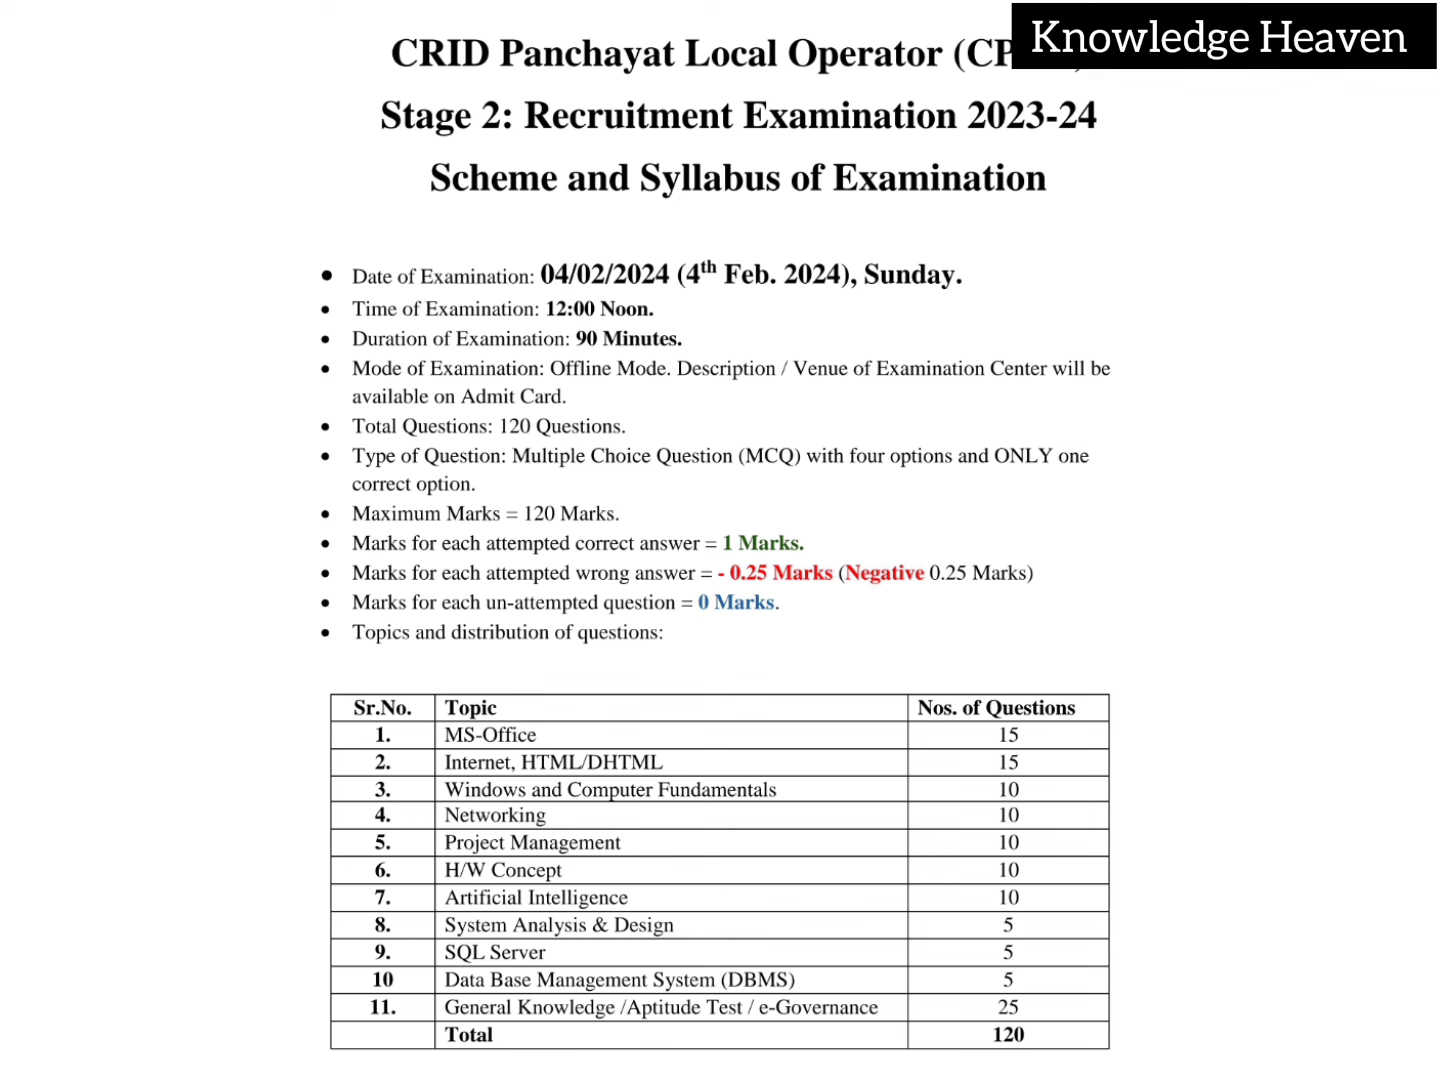 Knowledge Heaven
CRID Panchayat Local Operator
Stage 2: Recruitment Examination 2023-24
Scheme and Syllabus of Examination
• Date of Examination: 04/02/2024 (4th Feb. 2024), Sunday.
• Time of Examination: 12:00 Noon.
• Duration of Examination: 90 Minutes.
• Mode of Examination: Offline Mode. Description / Venue of Examination Center will be
available on Admit Card.
• Total Questions: 120 Questions.
• Type of Question: Multiple Choice Question (MCQ) with four options and ONLY one
correct option.
• Maximum Marks = 120 Marks.
• Marks for each attempted correct answer = 1 Marks.
• Marks for each attempted wrong answer = - 0.25 Marks (Negative 0.25 Marks)
• Marks for each un-attempted question = 0 Marks.
• Topics and distribution of questions:
Sr.No. Topic Nos. of Questions
1. MS-Office 15
2. Internet, HTML/DHTML 15
3. Windows and Computer Fundamentals 10
4. Networking 10
5. Project Management 10
6. H/W Concept 10
7. Artificial Intelligence 10
8. System Analysis & Design 5
9. SQL Server 5
10 Data Base Management System (DBMS) 5
11. General Knowledge /Aptitude Test / e-Governance 25
Total 120